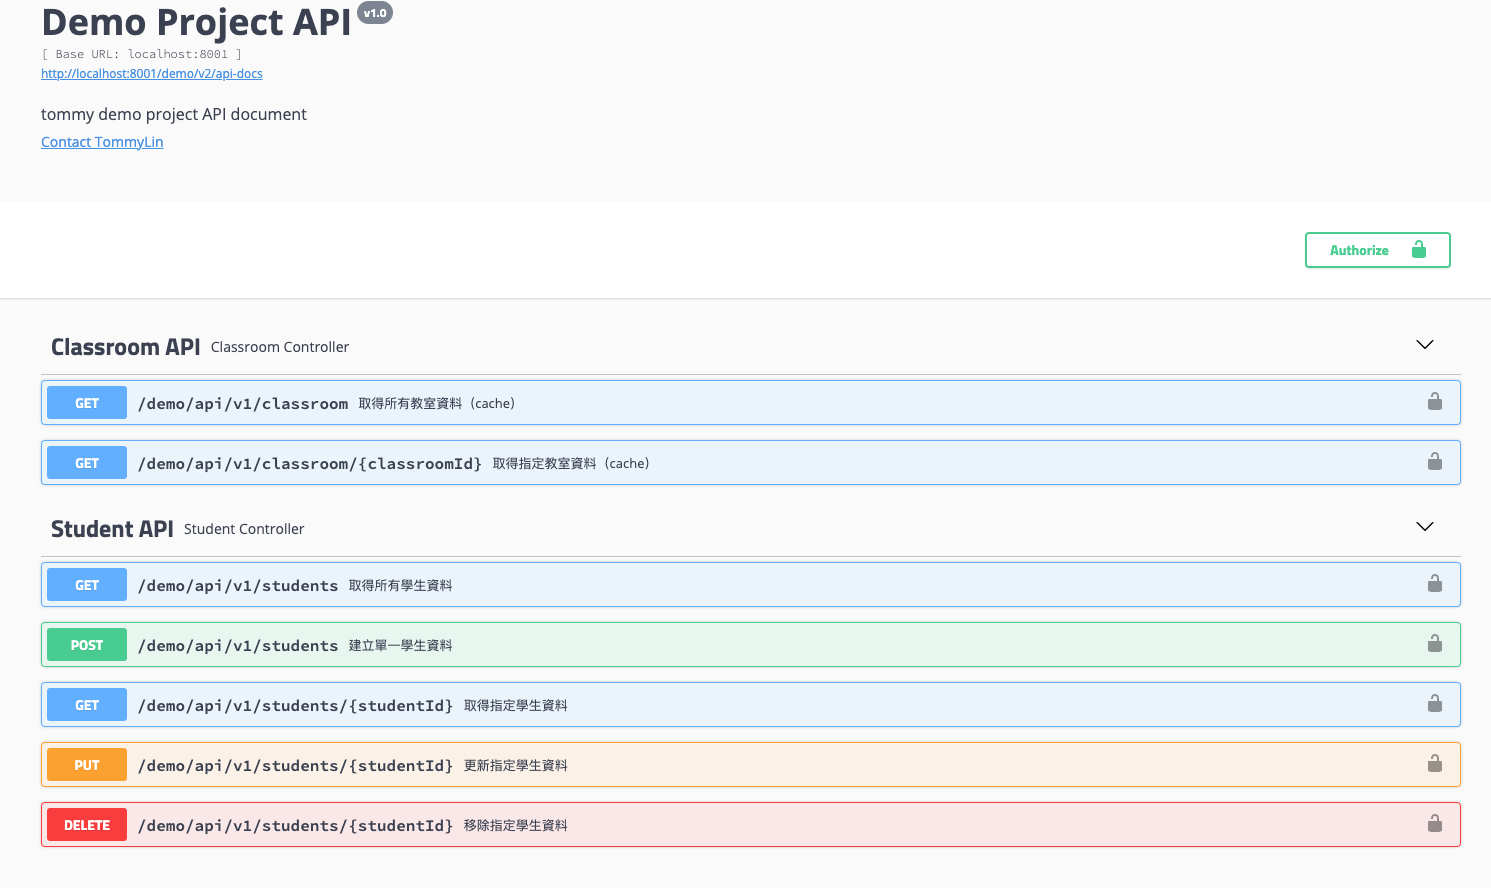 Demo Project API v1.0
[ Base URL: localhost:8001 ]
http://localhost:8001/demo/v2/api-docs
tommy demo project API document
Contact TommyLin
Authorize
Classroom API Classroom Controller
GET /demo/api/v1/classroom 取得所有教室資料（cache）
GET /demo/api/v1/classroom/{classroomId} 取得指定教室資料（cache）
Student API Student Controller
GET /demo/api/v1/students 取得所有學生資料
POST /demo/api/v1/students 建立單一學生資料
GET /demo/api/v1/students/{studentId} 取得指定學生資料
PUT /demo/api/v1/students/{studentId} 更新指定學生資料
DELETE /demo/api/v1/students/{studentId} 移除指定學生資料